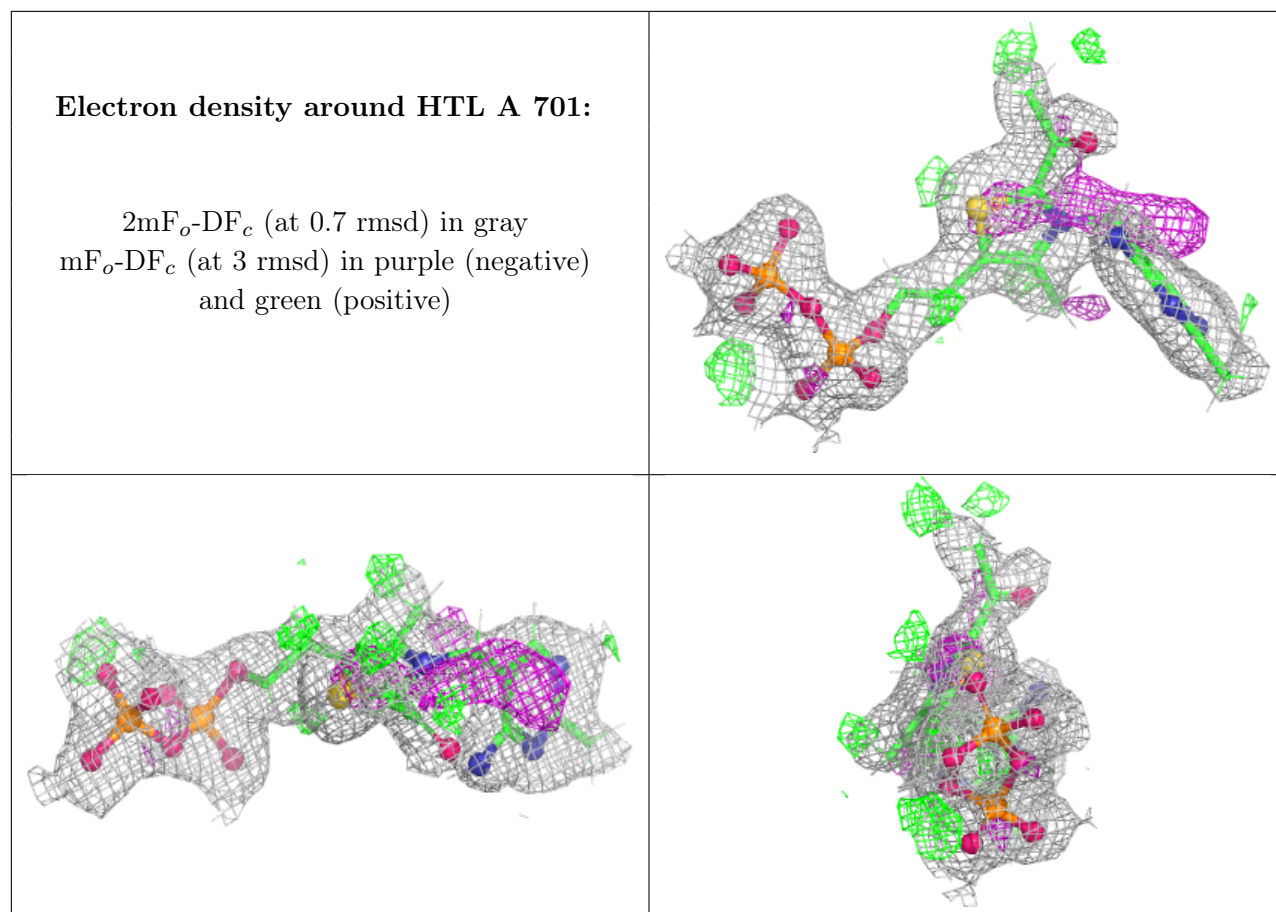 Electron density around HTL A 701:
2mFo-DFc (at 0.7 rmsd) in gray
mFo-DFc (at 3 rmsd) in purple (negative)
and green (positive)